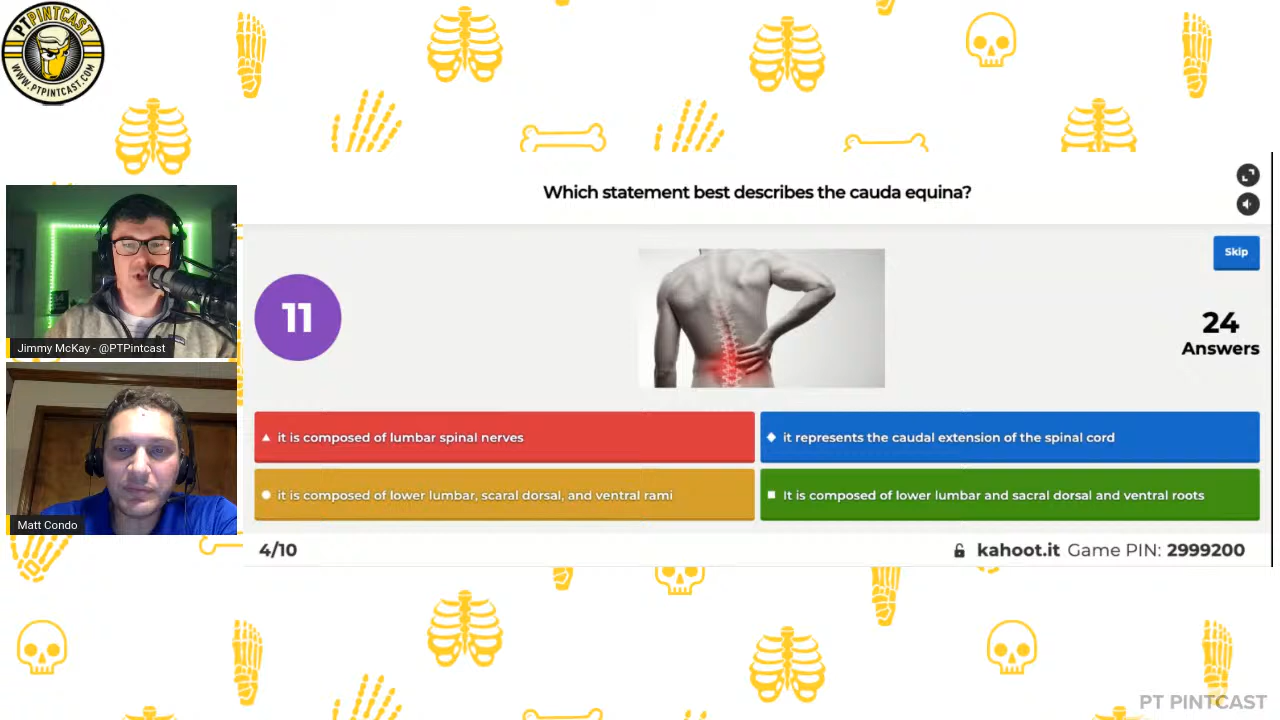 PTPINTCAST
WWW.PTPINTCAST.COM
Which statement best describes the cauda equina?
Skip
11
24
Answers
Jimmy McKay - @PTPintcast
it is composed of lumbar spinal nerves
it represents the caudal extension of the spinal cord
it is composed of lower lumbar, scaral dorsal, and ventral rami
It is composed of lower lumbar and sacral dorsal and ventral roots
Matt Condo
4/10
kahoot.it Game PIN: 2999200
PT PINTCAST